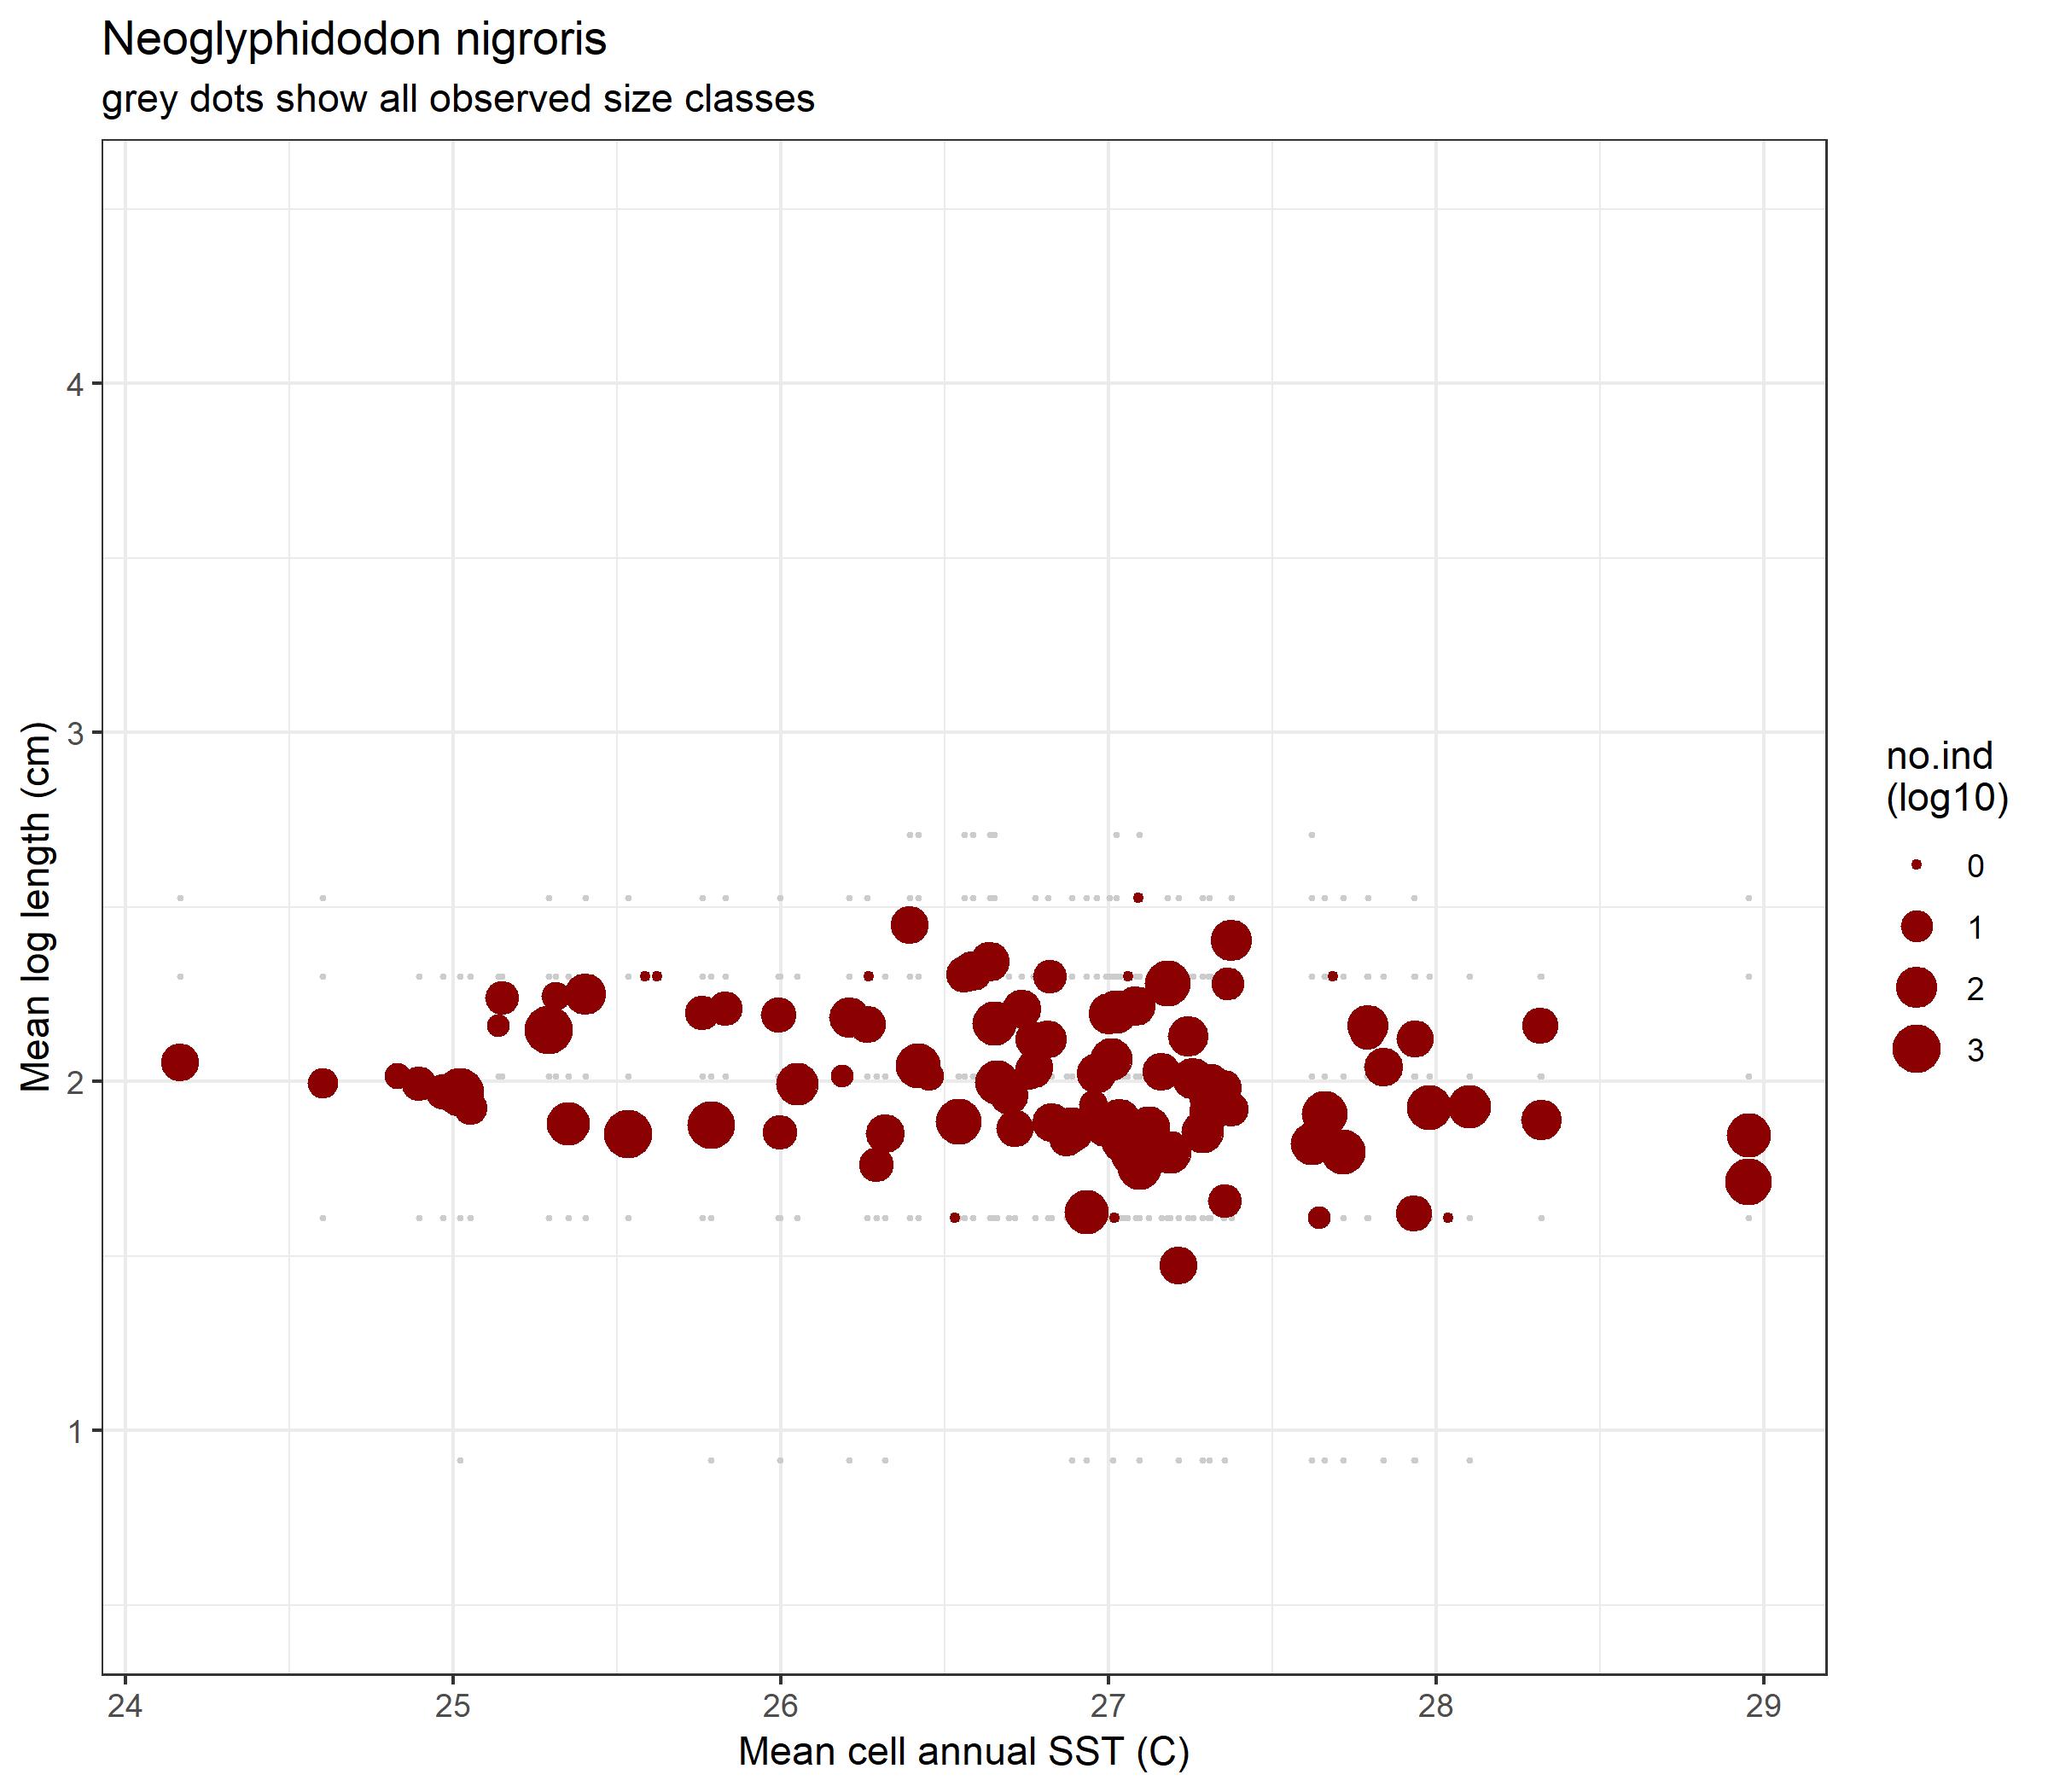 Neoglyphidodon nigroris
grey dots show all observed size classes
Mean log length (cm)
4
3
2
1
24 25 26 27 28 29
Mean cell annual SST (C)
no.ind
(log10)
0
1
2
3